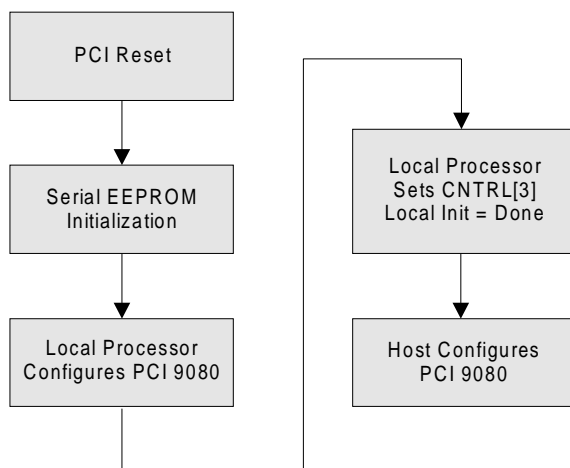 PCI Reset
Serial EEPROM
Initialization
Local Processor
Configures PCI 9080
Local Processor
Sets CNTRL[3]
Local Init = Done
Host Configures
PCI 9080